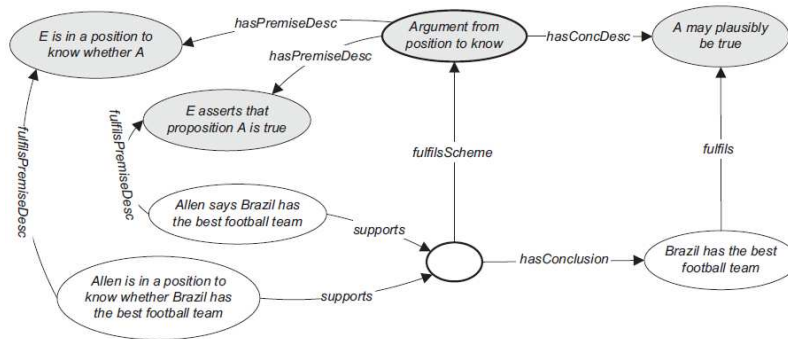 E is in a position to
know whether A
hasPremiseDesc
Argument from
position to know
hasConcDesc
A may plausibly
be true
hasPremiseDesc
E asserts that
proposition A is true
fulfilsPremiseDesc
fulfilsPremiseDesc
fulfilsScheme
fulfils
Allen says Brazil has
the best football team
supports
hasConclusion
Brazil has the best
football team
Allen is in a position to
know whether Brazil has
the best football team
supports